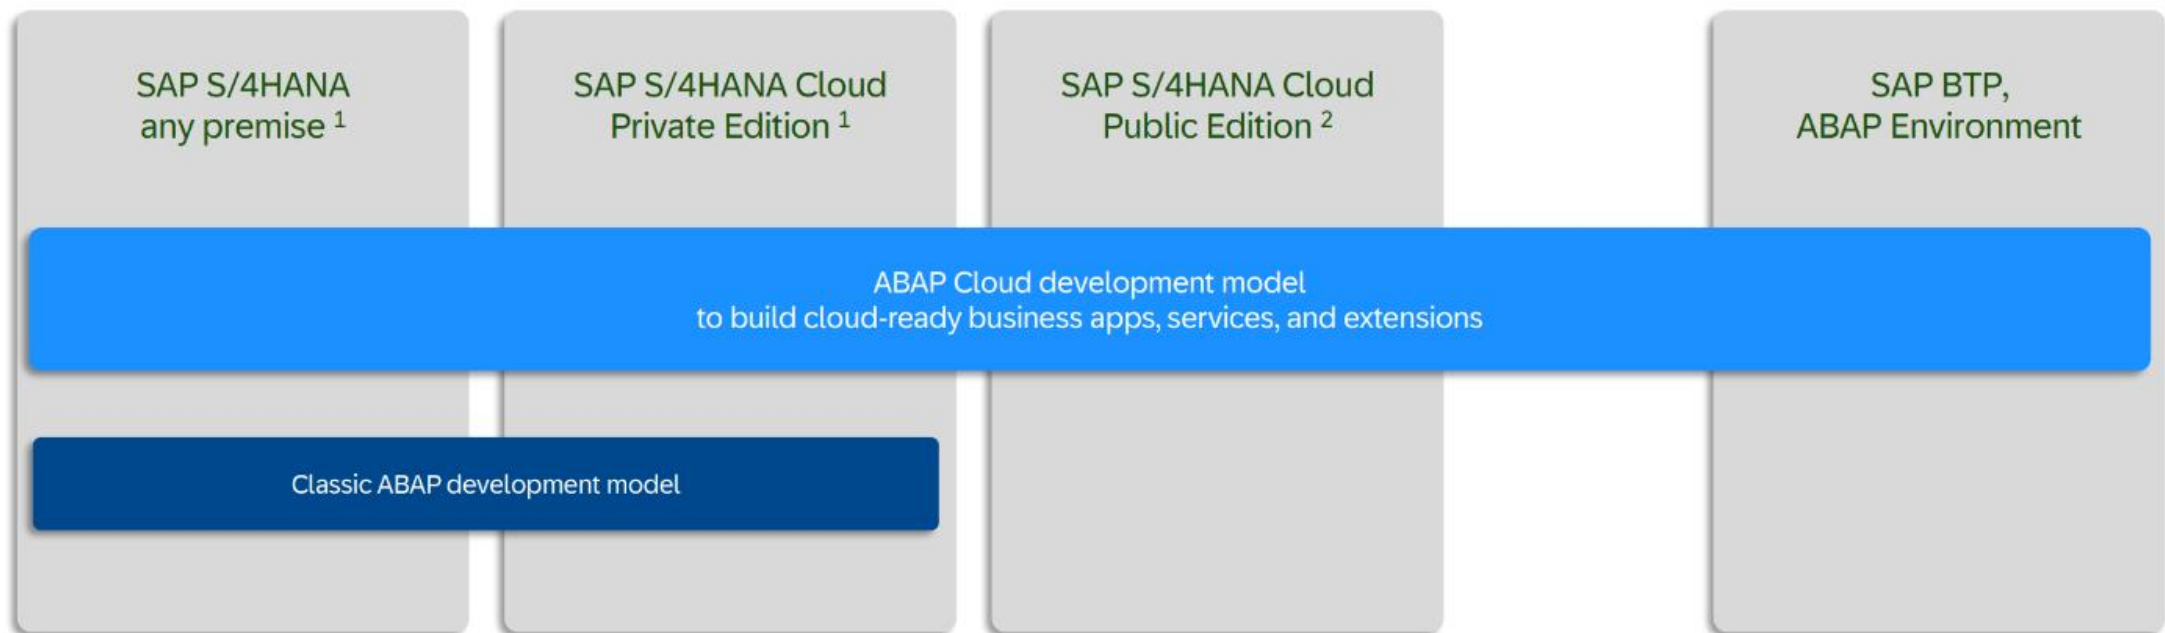 SAP S/4HANA
any premise ¹
SAP S/4HANA Cloud
Private Edition ¹
SAP S/4HANA Cloud
Public Edition ²
SAP BTP,
ABAP Environment
ABAP Cloud development model
to build cloud-ready business apps, services, and extensions
Classic ABAP development model